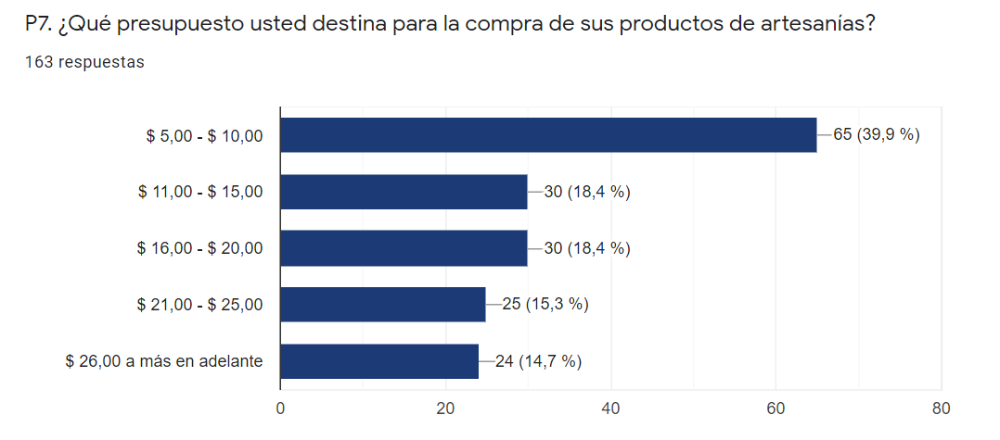 P7. ¿Qué presupuesto usted destina para la compra de sus productos de artesanías?
163 respuestas
$ 5,00 - $ 10,00
65 (39,9 %)
$ 11,00 - $ 15,00
30 (18,4 %)
$ 16,00 - $ 20,00
30 (18,4 %)
$ 21,00 - $ 25,00
25 (15,3 %)
$ 26,00 a más en adelante
24 (14,7 %)
0 20 40 60 80